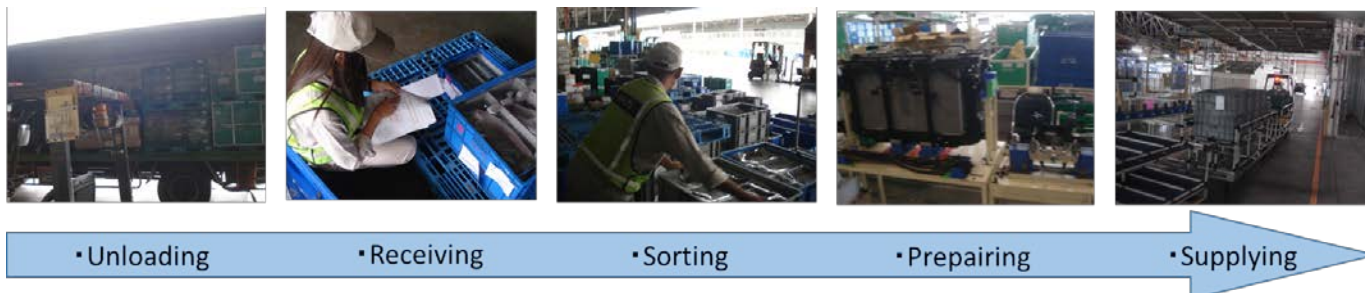 ▪Unloading
▪Receiving
▪Sorting
▪Prepairing
▪Supplying